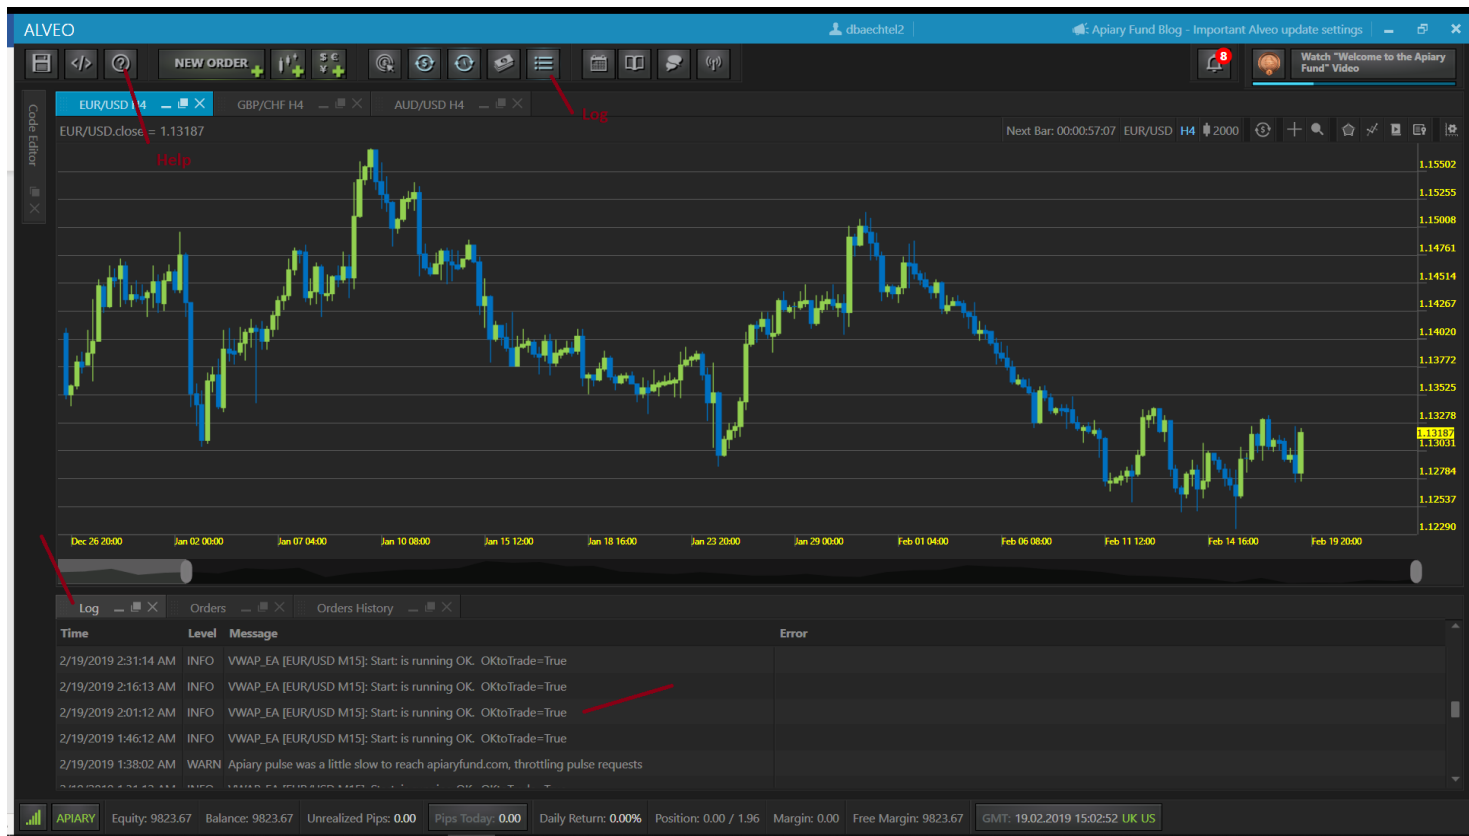 ALVEO
dbaechtel2
: Apiary Fund Blog - Important Alveo update settings
NEW ORDER
8
Watch "Welcome to the Apiary
Fund" Video
Log
Help
Code Editor
EUR/USD H4
GBP/CHF H4
AUD/USD H4
EUR/USD.close = 1.13187
Next Bar: 00:00:57:07 EUR/USD H4 2000
1.15502
1.15255
1.15008
1.14761
1.14514
1.14267
1.14020
1.13772
1.13525
1.13278
1.13187
1.13031
1.12784
1.12537
1.12290
Dec 26 20:00 Jan 02 00:00 Jan 07 04:00 Jan 10 08:00 Jan 15 12:00 Jan 18 16:00 Jan 23 20:00 Jan 29 00:00 Feb 01 04:00 Feb 06 08:00 Feb 11 12:00 Feb 14 16:00 Feb 19 20:00
Log Orders Orders History
Time Level Message Error
2/19/2019 2:31:14 AM INFO VWAP_EA [EUR/USD M15]: Start: is running OK. OKtoTrade=True
2/19/2019 2:16:13 AM INFO VWAP_EA [EUR/USD M15]: Start: is running OK. OKtoTrade=True
2/19/2019 2:01:12 AM INFO VWAP_EA [EUR/USD M15]: Start: is running OK. OKtoTrade=True
2/19/2019 1:46:12 AM INFO VWAP_EA [EUR/USD M15]: Start: is running OK. OKtoTrade=True
2/19/2019 1:38:02 AM WARN Apiary pulse was a little slow to reach apiaryfund.com, throttling pulse requests
APIARY Equity: 9823.67 Balance: 9823.67 Unrealized Pips: 0.00 Pips Today: 0.00 Daily Return: 0.00% Position: 0.00 / 1.96 Margin: 0.00 Free Margin: 9823.67 GMT: 19.02.2019 15:02:52 UK US